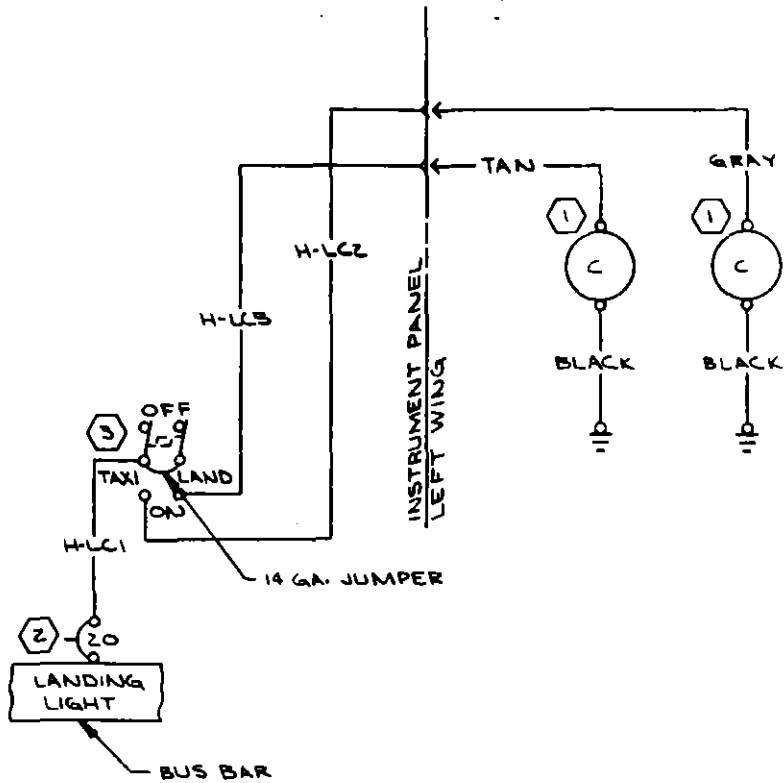 GRAY
TAN
1
1
C
C
H-LC2
H-LC3
INSTRUMENT PANEL
LEFT WING
BLACK
BLACK
OFF
3
TAXI
LAND
ON
H-LC1
14 GA. JUMPER
2
20
LANDING
LIGHT
BUS BAR